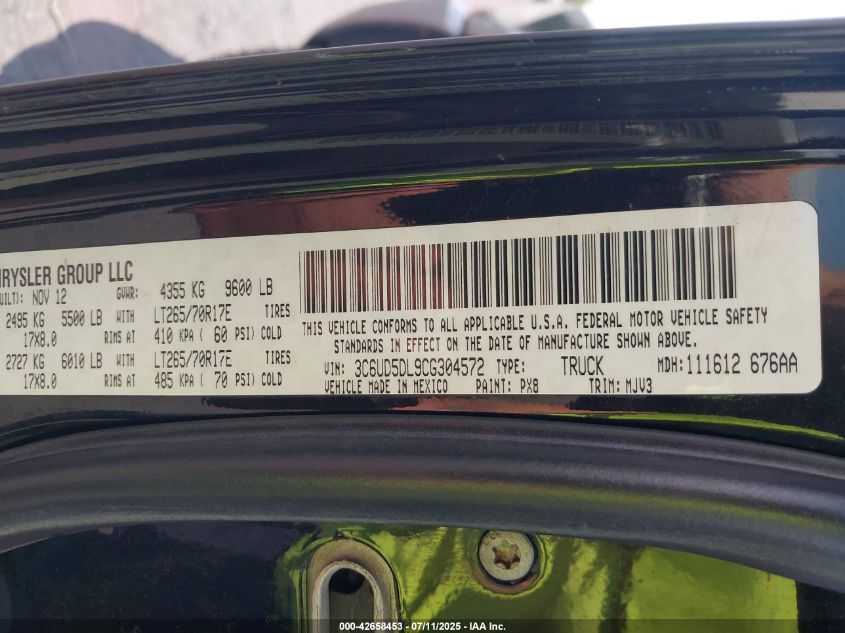 HRYSLER GROUP LLC
UILT): NOV 12 GVWR: 4355 KG 9600 LB
2495 KG 5500 LB WITH LT265/70R17E TIRES
17X8.0 RIMS AT 410 KPA ( 60 PSI) COLD
2727 KG 6010 LB WITH LT265/70R17E TIRES
17X8.0 RIMS AT 485 KPA ( 70 PSI) COLD
THIS VEHICLE CONFORMS TO ALL APPLICABLE U.S.A. FEDERAL MOTOR VEHICLE SAFETY
STANDARDS IN EFFECT ON THE DATE OF MANUFACTURE SHOWN ABOVE.
VIN: 3C6UD5DL9CG304572 TYPE: TRUCK MDH: 111612 676AA
VEHICLE MADE IN MEXICO PAINT: PX8 TRIM: MJV3
000-42658453 - 07/11/2025 - IAA Inc.